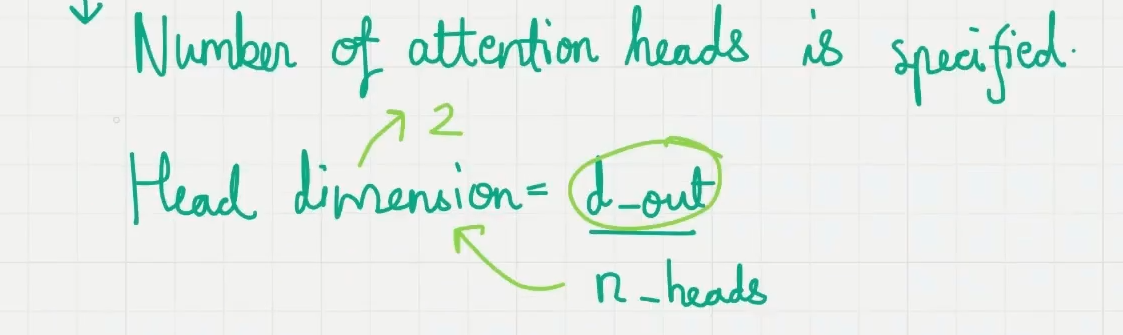 Number of attention heads is specified.
2
Head dimension = d_out
n_heads